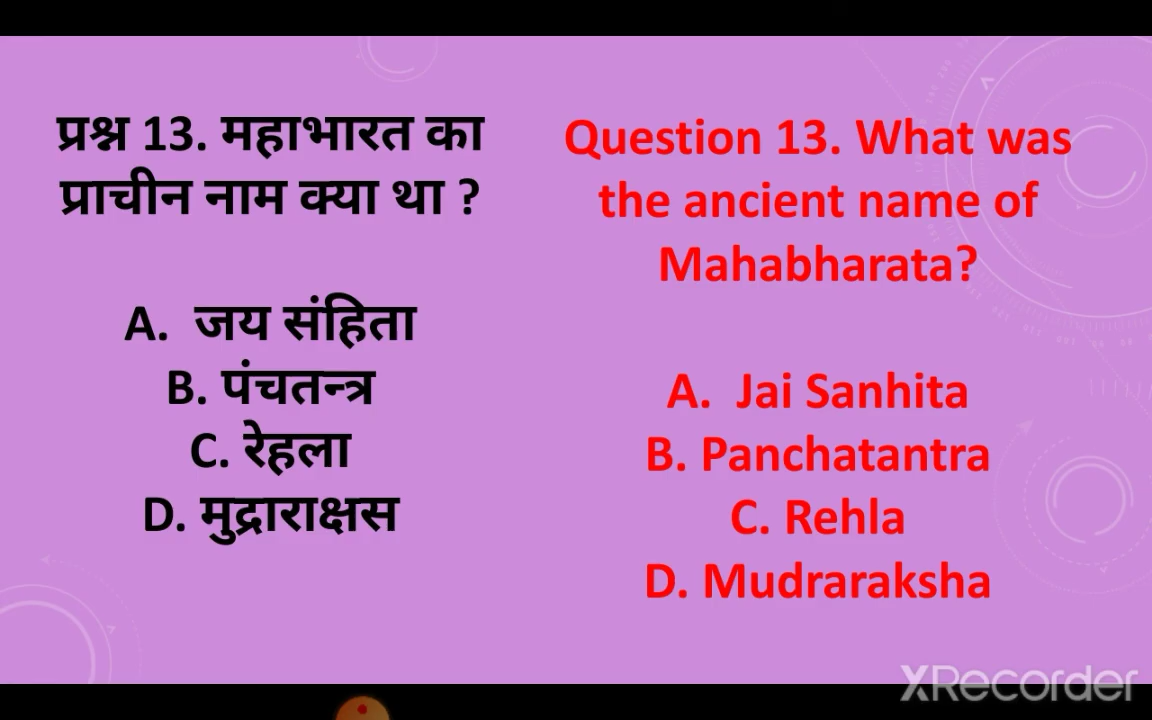 प्रश्न 13. महाभारत का
प्राचीन नाम क्या था ?
A. जय संहिता
B. पंचतन्त्र
C. रेहला
D. मुद्राराक्षस
Question 13. What was
the ancient name of
Mahabharata?
A. Jai Sanhita
B. Panchatantra
C. Rehla
D. Mudraraksha
XRecorder